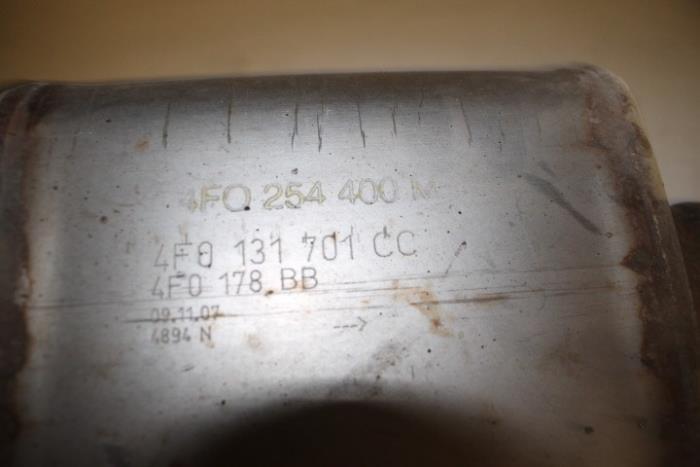 4F0 254 400 M
4F0 131 701 CC
4F0 178 BB
09.11.07
4894 N
--->